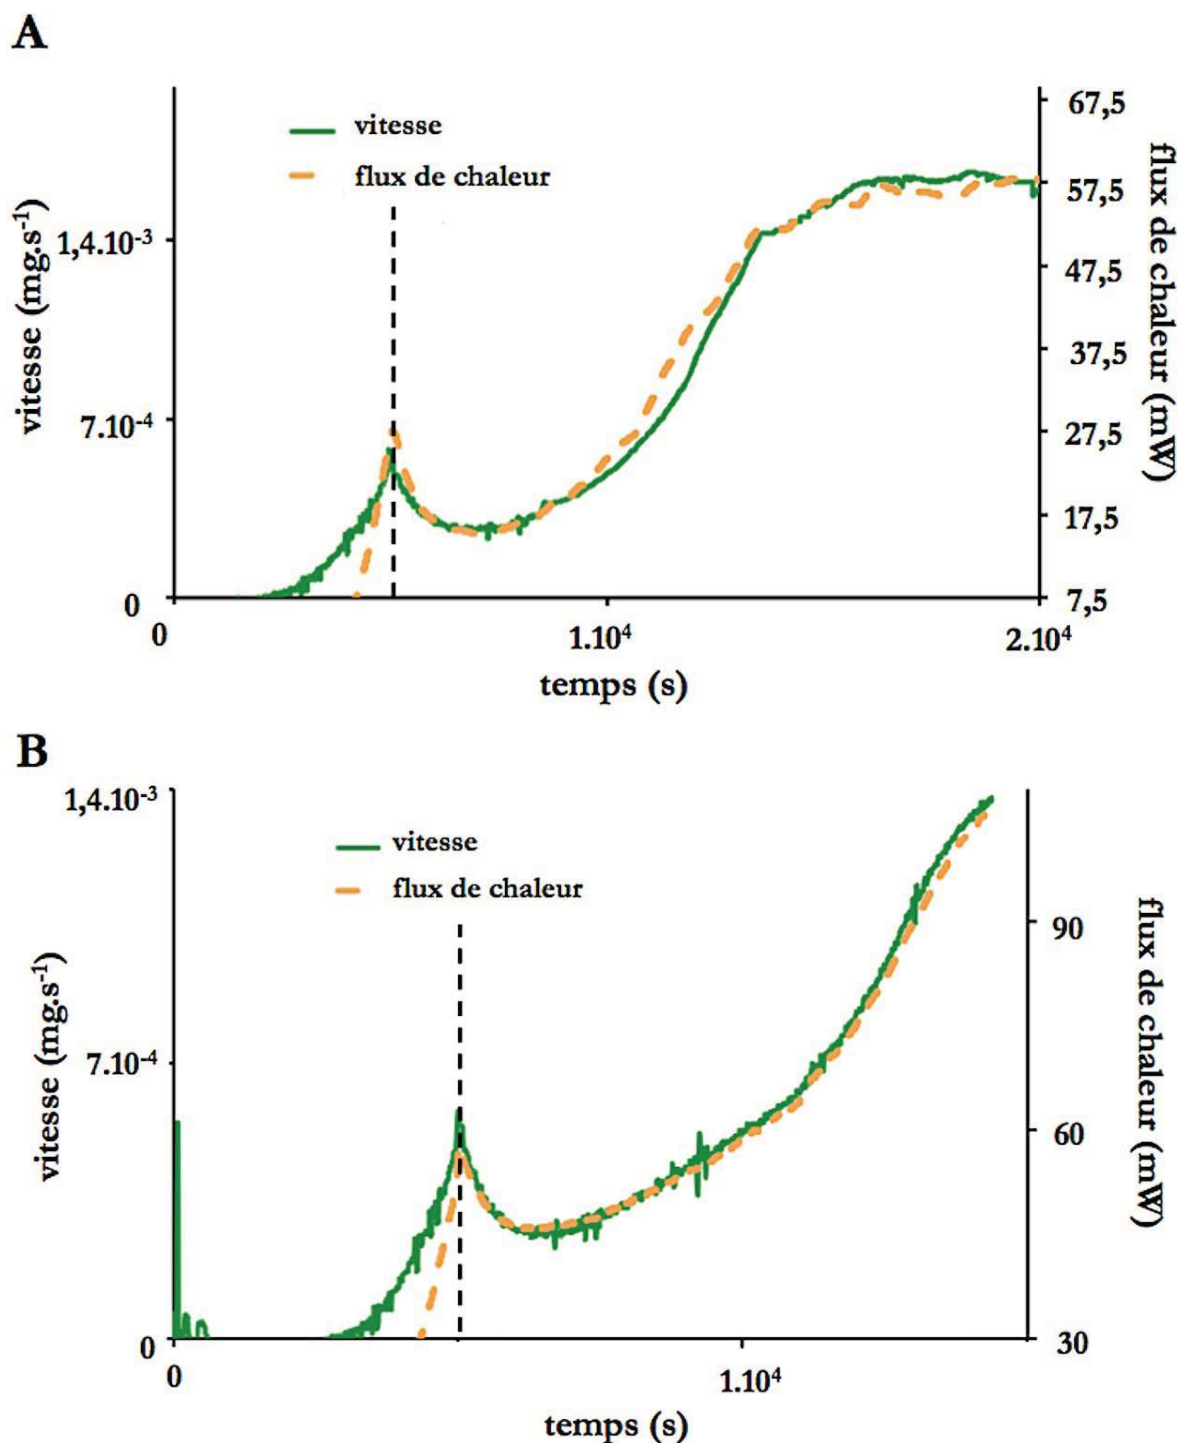 A
vitesse
flux de chaleur
vitesse (mg.s⁻¹)
1,4.10⁻³
7.10⁻⁴
0
67,5
57,5
47,5
37,5
27,5
17,5
7,5
flux de chaleur (mW)
0
1.10⁴
2.10⁴
temps (s)
B
vitesse
flux de chaleur
vitesse (mg.s⁻¹)
1,4.10⁻³
7.10⁻⁴
0
90
60
30
flux de chaleur (mW)
0
1.10⁴
temps (s)